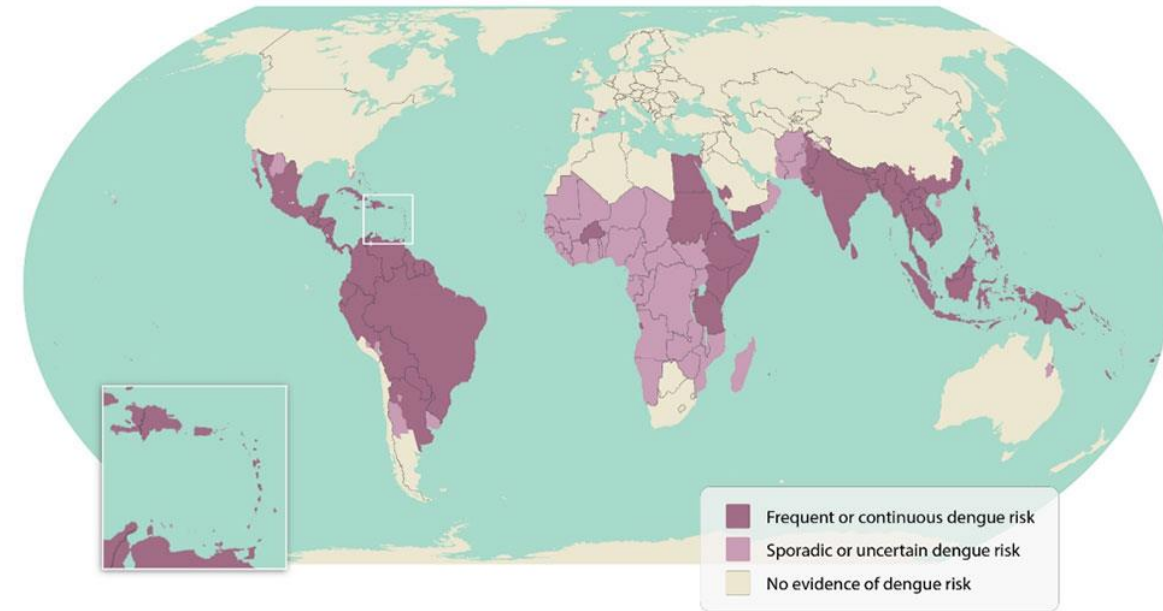 Frequent or continuous dengue risk
Sporadic or uncertain dengue risk
No evidence of dengue risk